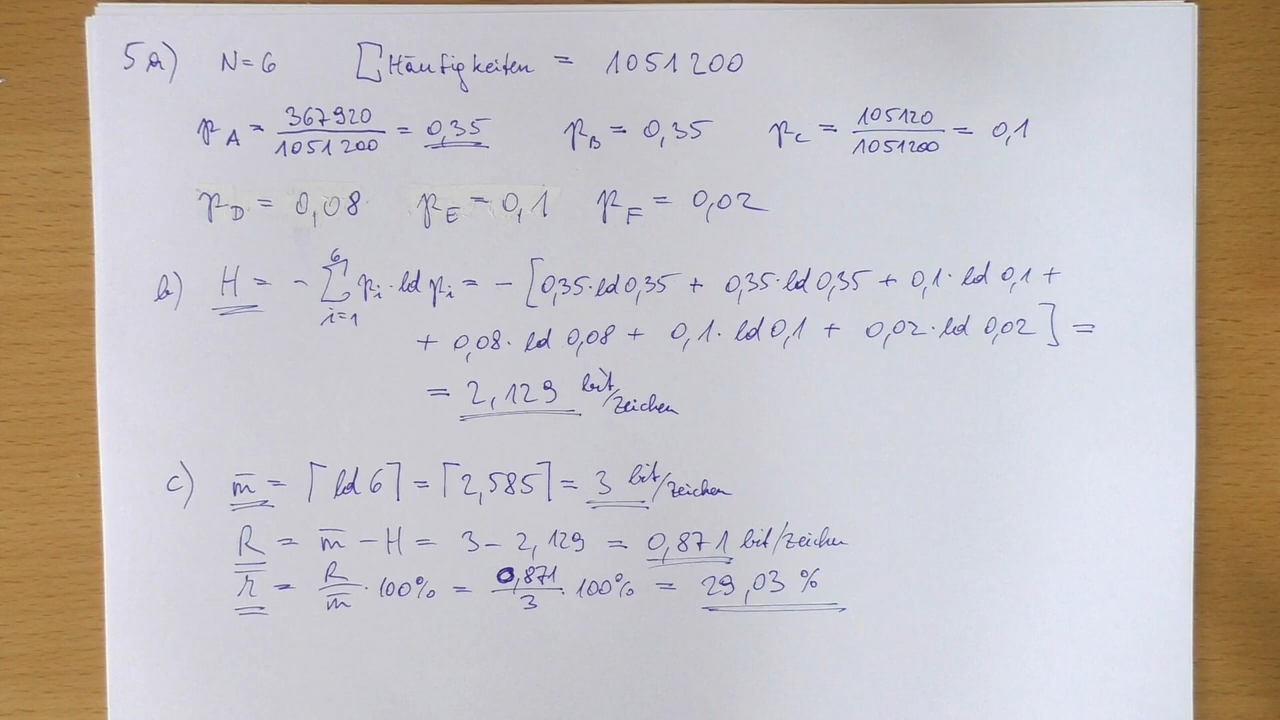 5a) N=6 ΣHäufigkeiten = 1051200
p_A = 367920/1051200 = 0,35 p_B = 0,35 p_C = 105120/1051200 = 0,1
p_D = 0,08 p_E = 0,1 p_F = 0,02
b) H = - Σ_{i=1}^{6} p_i · ld p_i = - [0,35·ld 0,35 + 0,35·ld 0,35 + 0,1· ld 0,1 +
+ 0,08· ld 0,08 + 0,1· ld 0,1 + 0,02· ld 0,02] =
= 2,129 bit/Zeichen
c) m̅ = ⌈ld 6⌉ = ⌈2,585⌉ = 3 bit/Zeichen
R = m̅ - H = 3 - 2,129 = 0,871 bit/Zeichen
r = R/m̅ · 100% = 0,871/3 · 100% = 29,03 %